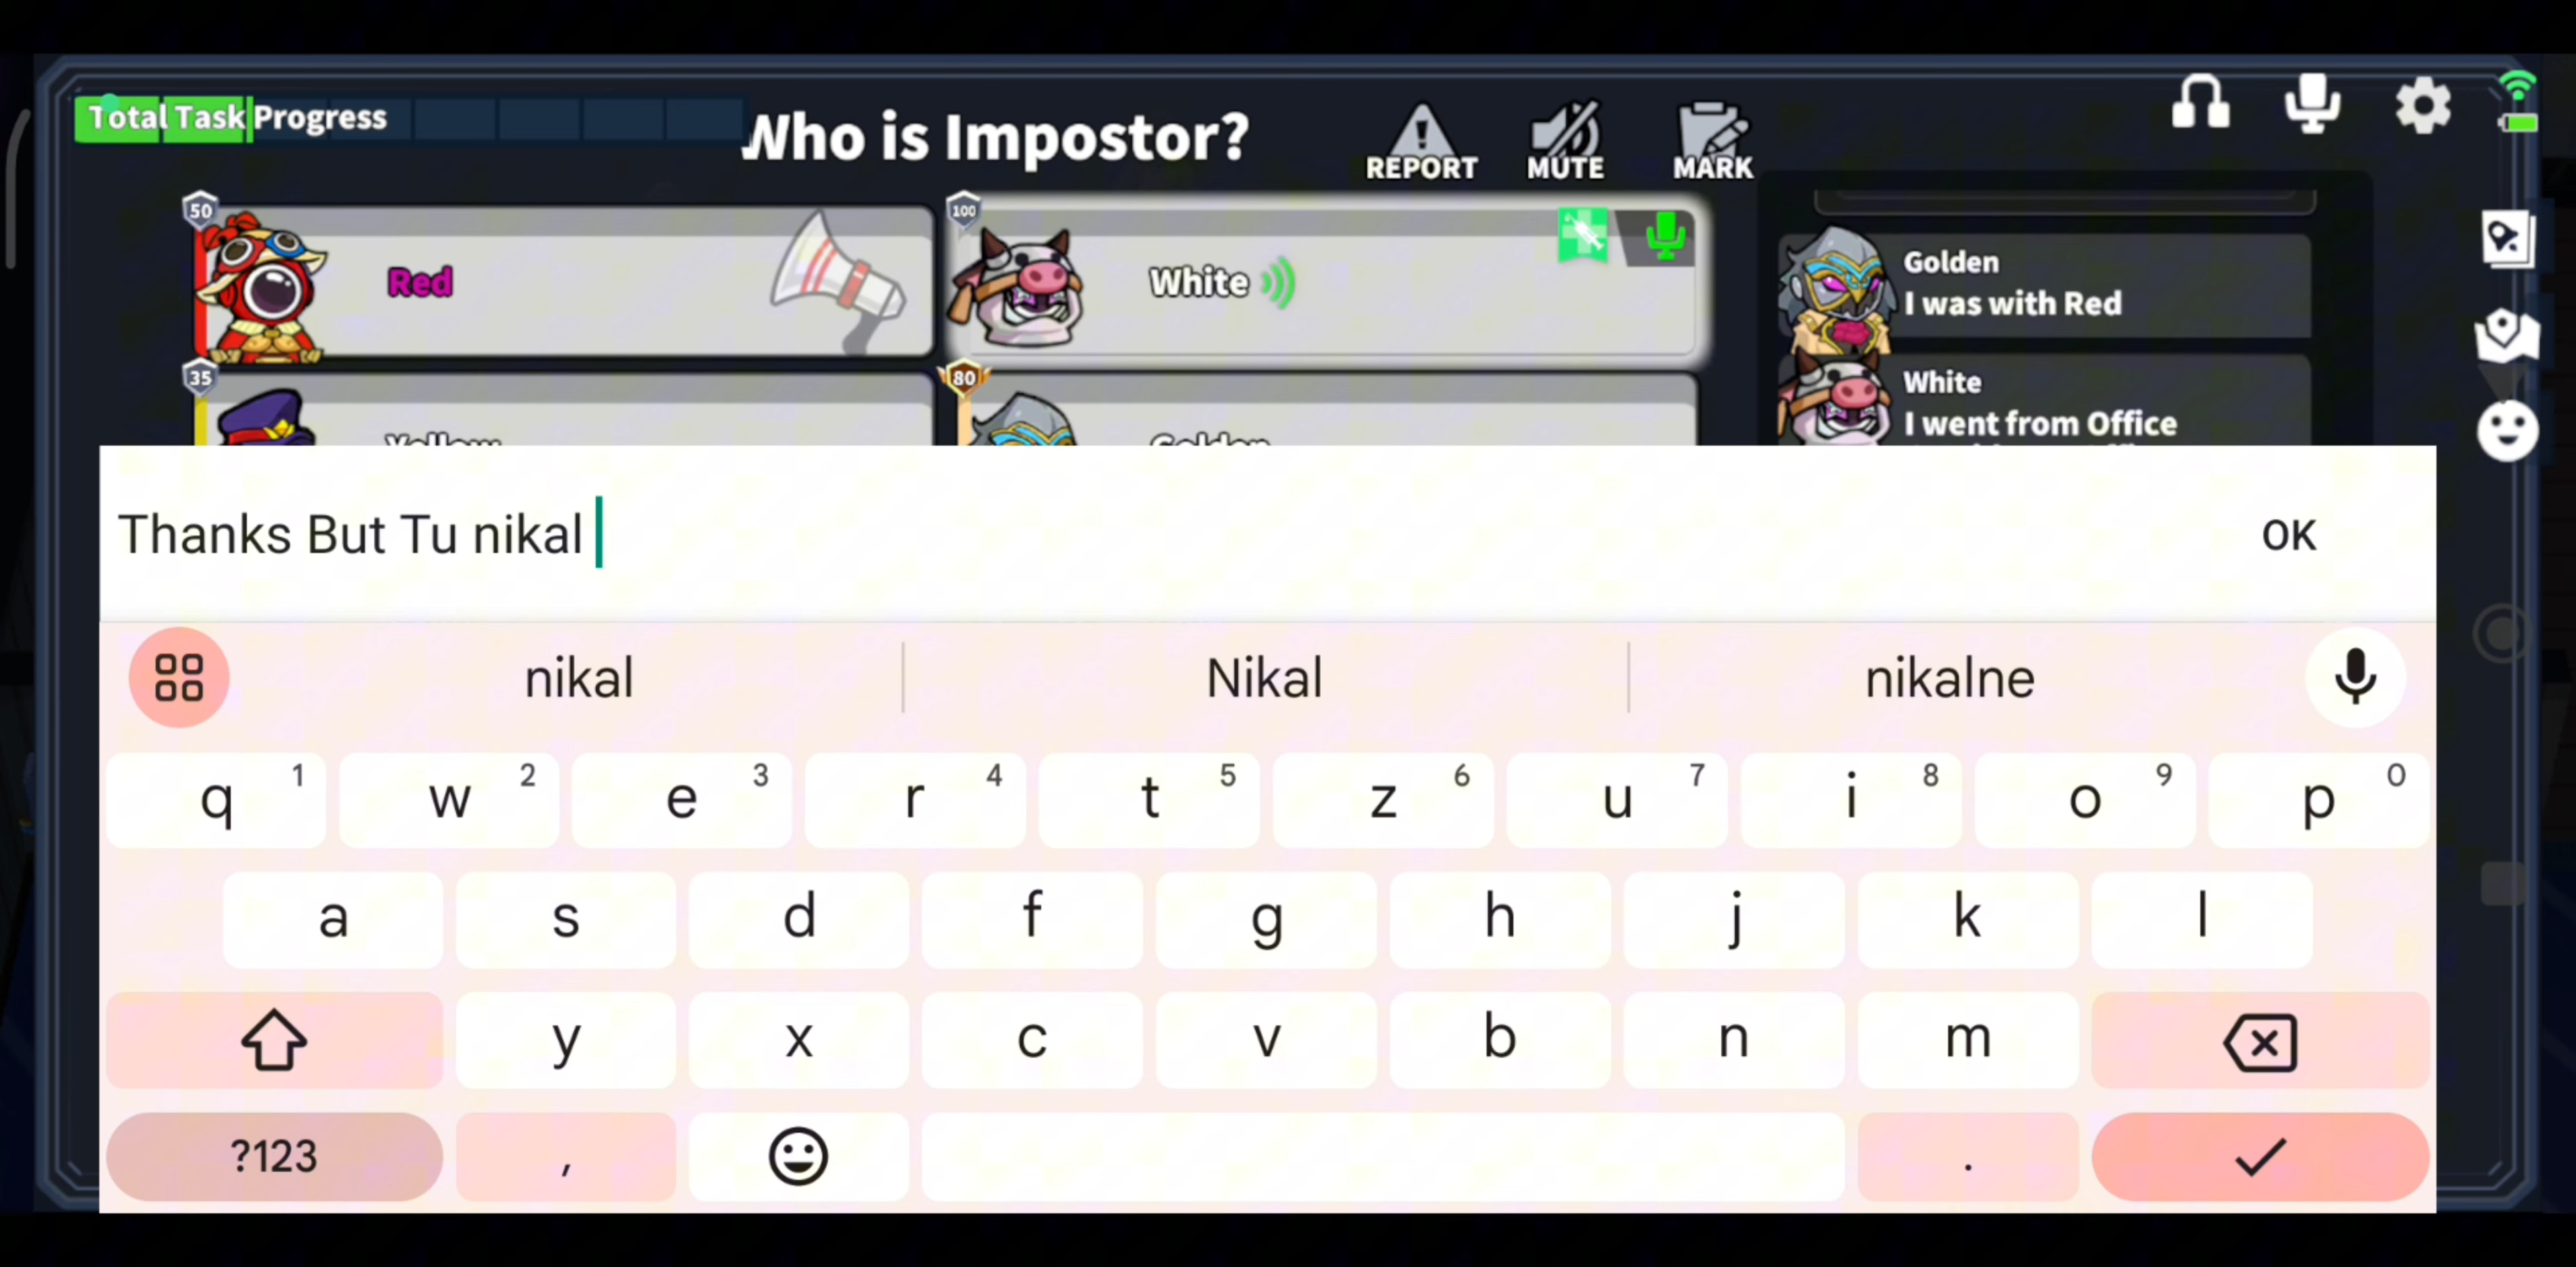 Total Task Progress
Who is Impostor?
REPORT
MUTE
MARK
50
Red
100
White
Golden
I was with Red
White
I went from Office
35
Yellow
80
Golden
Thanks But Tu nikal
OK
nikal
Nikal
nikalne
q 1 w 2 e 3 r 4 t 5 z 6 u 7 i 8 o 9 p 0
a s d f g h j k l
y x c v b n m
?123 , .